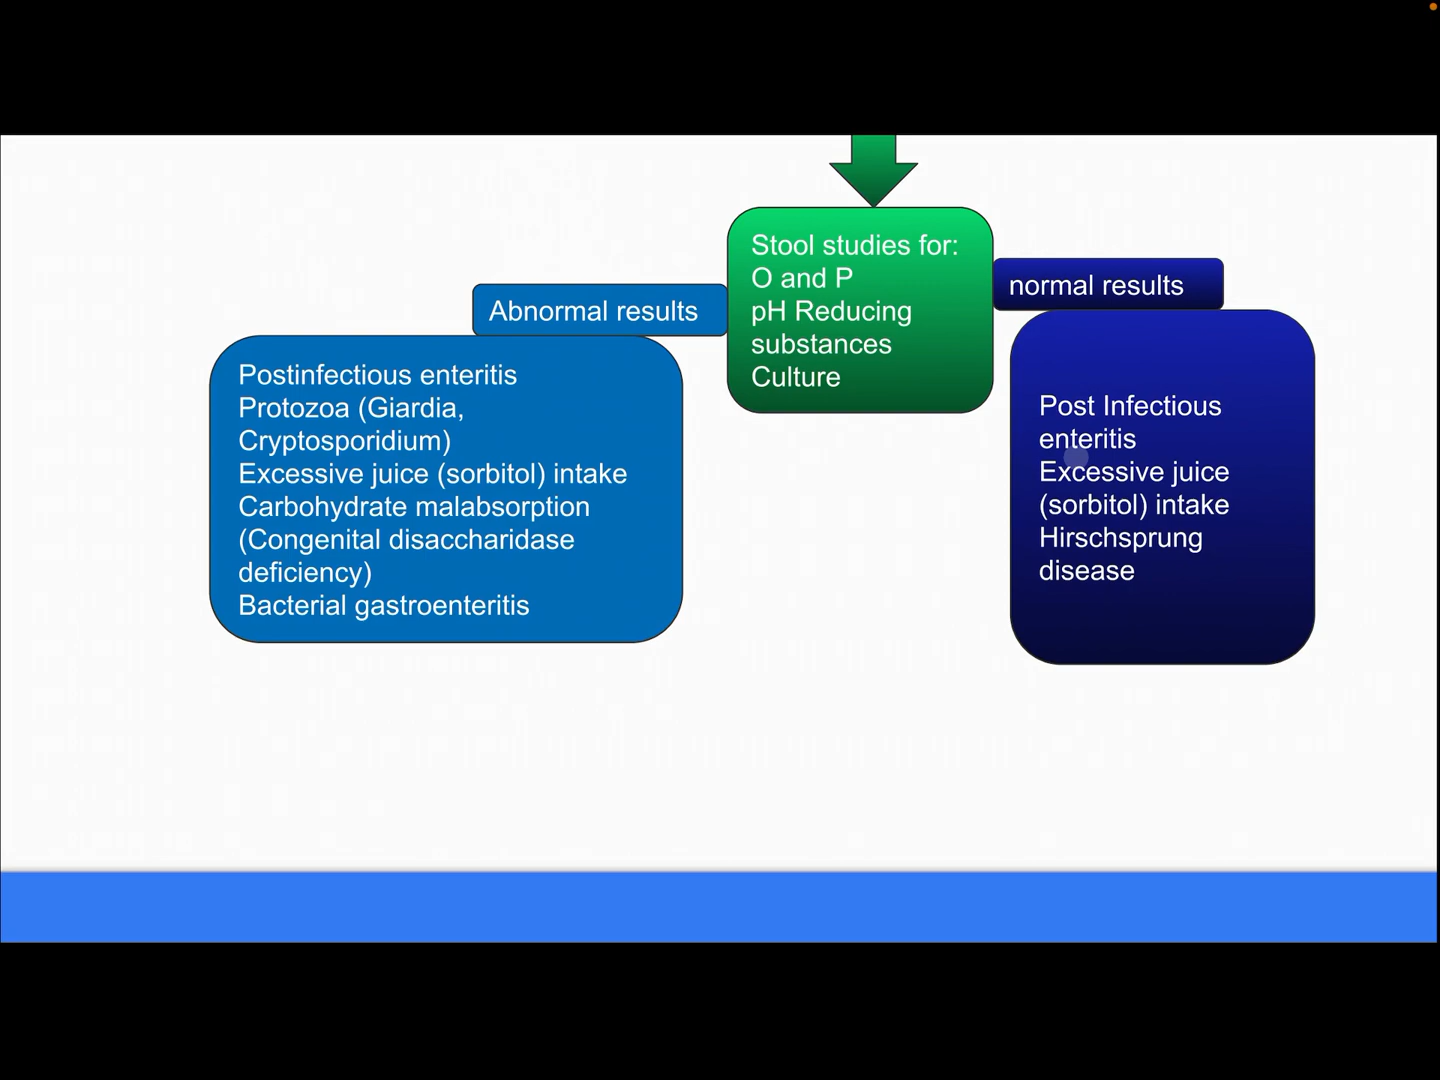 Stool studies for:
O and P
pH Reducing
substances
Culture
Abnormal results
Postinfectious enteritis
Protozoa (Giardia,
Cryptosporidium)
Excessive juice (sorbitol) intake
Carbohydrate malabsorption
(Congenital disaccharidase
deficiency)
Bacterial gastroenteritis
normal results
Post Infectious
enteritis
Excessive juice
(sorbitol) intake
Hirschsprung
disease